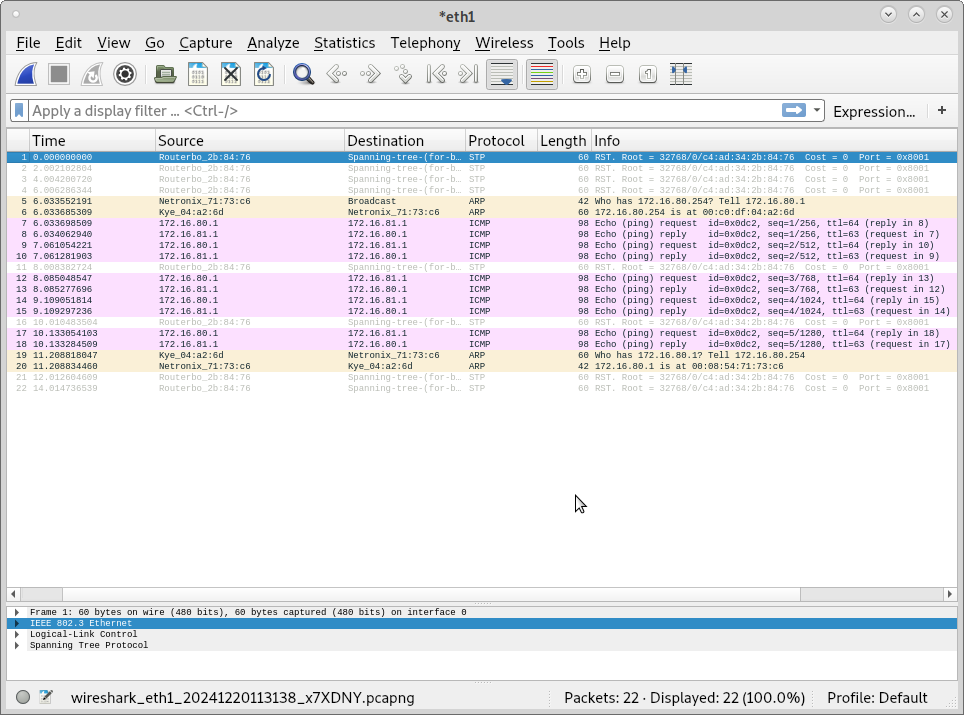 *eth1
File Edit View Go Capture Analyze Statistics Telephony Wireless Tools Help
Apply a display filter ... <Ctrl-/> Expression... +
Time Source Destination Protocol Length Info
1 0.000000000 Routerbo_2b:84:76 Spanning-tree-(for-b… STP 60 RST. Root = 32768/0/c4:ad:34:2b:84:76 Cost = 0 Port = 0x8001
2 2.002102804 Routerbo_2b:84:76 Spanning-tree-(for-b… STP 60 RST. Root = 32768/0/c4:ad:34:2b:84:76 Cost = 0 Port = 0x8001
3 4.004200720 Routerbo_2b:84:76 Spanning-tree-(for-b… STP 60 RST. Root = 32768/0/c4:ad:34:2b:84:76 Cost = 0 Port = 0x8001
4 6.006286344 Routerbo_2b:84:76 Spanning-tree-(for-b… STP 60 RST. Root = 32768/0/c4:ad:34:2b:84:76 Cost = 0 Port = 0x8001
5 6.033552191 Netronix_71:73:c6 Broadcast ARP 42 Who has 172.16.80.254? Tell 172.16.80.1
6 6.033685309 Kye_04:a2:6d Netronix_71:73:c6 ARP 60 172.16.80.254 is at 00:c0:df:04:a2:6d
7 6.033698509 172.16.80.1 172.16.81.1 ICMP 98 Echo (ping) request id=0x0dc2, seq=1/256, ttl=64 (reply in 8)
8 6.034062940 172.16.81.1 172.16.80.1 ICMP 98 Echo (ping) reply id=0x0dc2, seq=1/256, ttl=63 (request in 7)
9 7.061054221 172.16.80.1 172.16.81.1 ICMP 98 Echo (ping) request id=0x0dc2, seq=2/512, ttl=64 (reply in 10)
10 7.061281903 172.16.81.1 172.16.80.1 ICMP 98 Echo (ping) reply id=0x0dc2, seq=2/512, ttl=63 (request in 9)
11 8.008382724 Routerbo_2b:84:76 Spanning-tree-(for-b… STP 60 RST. Root = 32768/0/c4:ad:34:2b:84:76 Cost = 0 Port = 0x8001
12 8.085048547 172.16.80.1 172.16.81.1 ICMP 98 Echo (ping) request id=0x0dc2, seq=3/768, ttl=64 (reply in 13)
13 8.085277696 172.16.81.1 172.16.80.1 ICMP 98 Echo (ping) reply id=0x0dc2, seq=3/768, ttl=63 (request in 12)
14 9.109051814 172.16.80.1 172.16.81.1 ICMP 98 Echo (ping) request id=0x0dc2, seq=4/1024, ttl=64 (reply in 15)
15 9.109297236 172.16.81.1 172.16.80.1 ICMP 98 Echo (ping) reply id=0x0dc2, seq=4/1024, ttl=63 (request in 14)
16 10.010483504 Routerbo_2b:84:76 Spanning-tree-(for-b… STP 60 RST. Root = 32768/0/c4:ad:34:2b:84:76 Cost = 0 Port = 0x8001
17 10.133054103 172.16.80.1 172.16.81.1 ICMP 98 Echo (ping) request id=0x0dc2, seq=5/1280, ttl=64 (reply in 18)
18 10.133284509 172.16.81.1 172.16.80.1 ICMP 98 Echo (ping) reply id=0x0dc2, seq=5/1280, ttl=63 (request in 17)
19 11.208818047 Kye_04:a2:6d Netronix_71:73:c6 ARP 60 Who has 172.16.80.1? Tell 172.16.80.254
20 11.208834460 Netronix_71:73:c6 Kye_04:a2:6d ARP 42 172.16.80.1 is at 00:08:54:71:73:c6
21 12.012604609 Routerbo_2b:84:76 Spanning-tree-(for-b… STP 60 RST. Root = 32768/0/c4:ad:34:2b:84:76 Cost = 0 Port = 0x8001
22 14.014736539 Routerbo_2b:84:76 Spanning-tree-(for-b… STP 60 RST. Root = 32768/0/c4:ad:34:2b:84:76 Cost = 0 Port = 0x8001
Frame 1: 60 bytes on wire (480 bits), 60 bytes captured (480 bits) on interface 0
IEEE 802.3 Ethernet
Logical-Link Control
Spanning Tree Protocol
wireshark_eth1_20241220113138_x7XDNY.pcapng Packets: 22 · Displayed: 22 (100.0%) Profile: Default